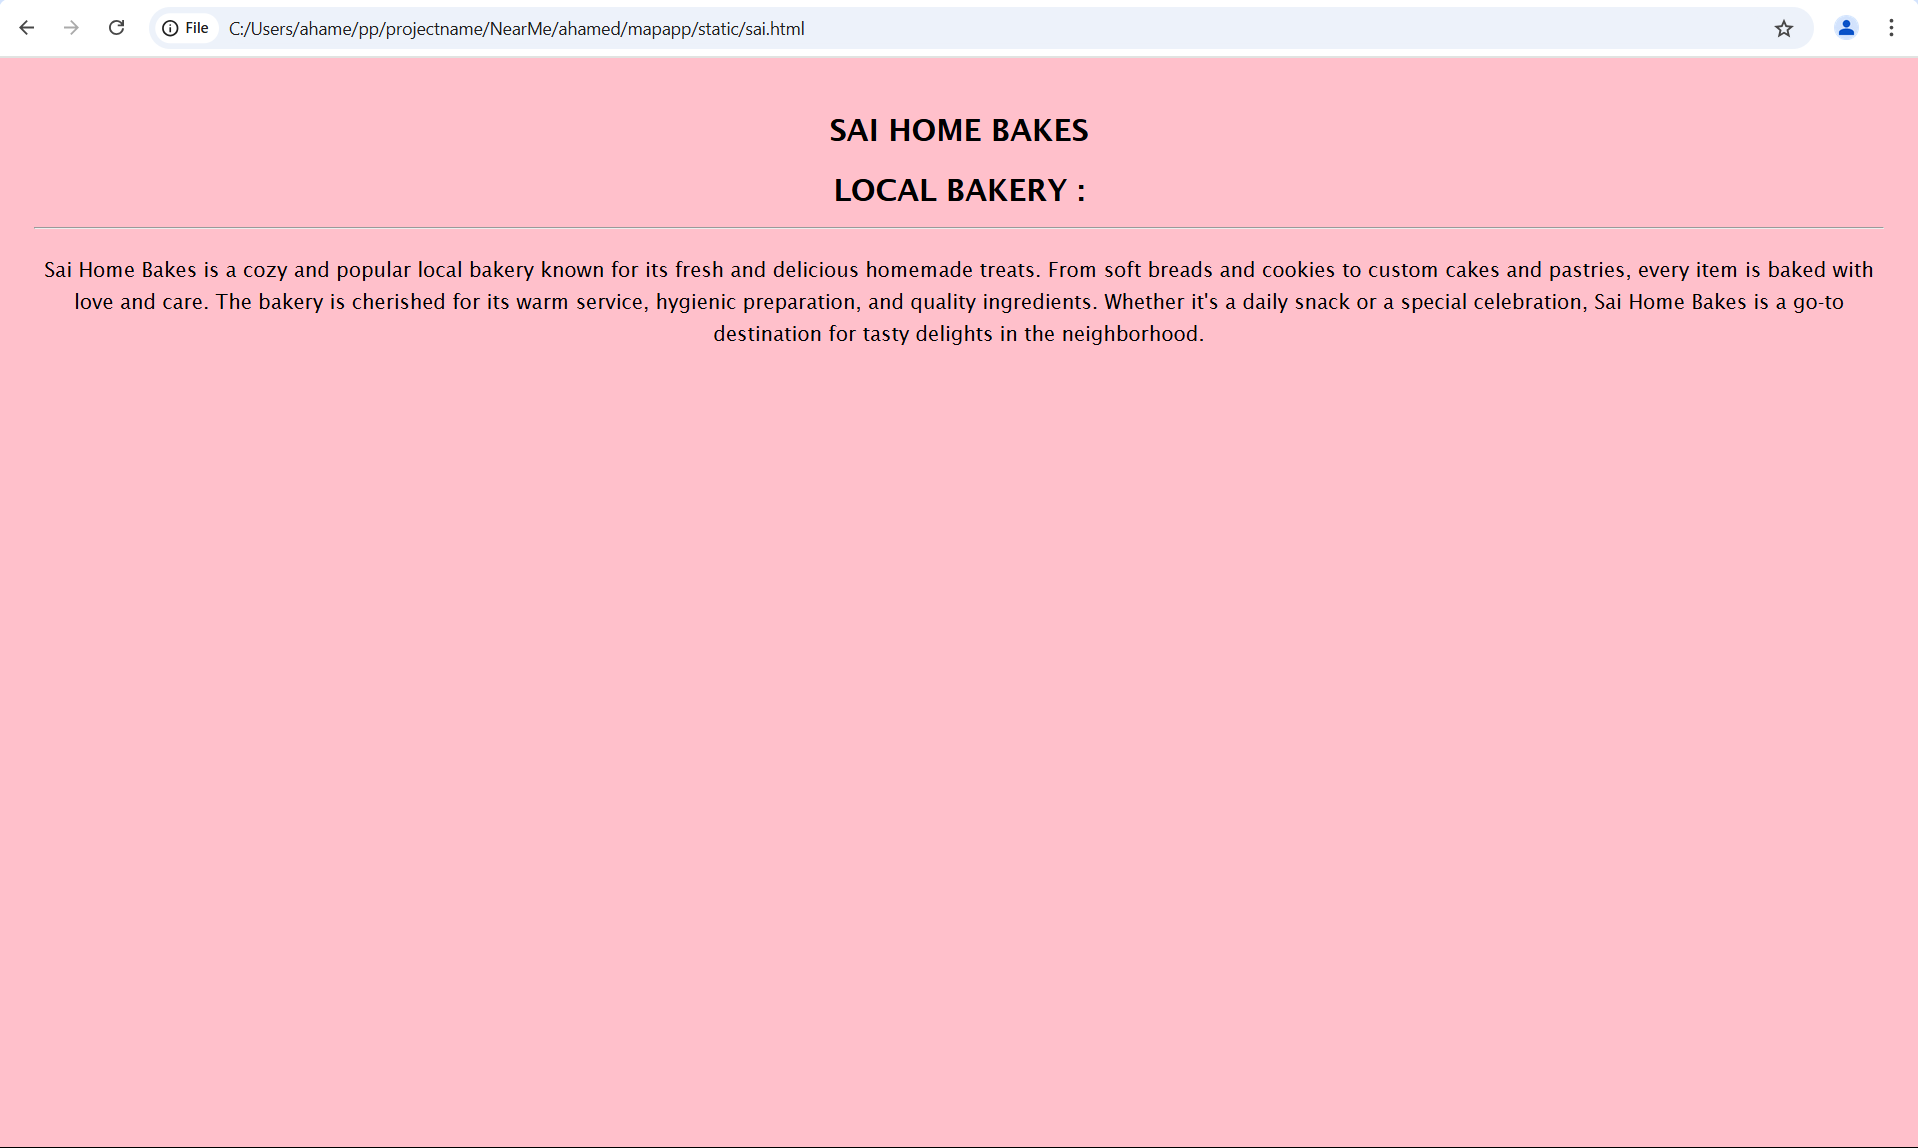 File C:/Users/ahame/pp/projectname/NearMe/ahamed/mapapp/static/sai.html
SAI HOME BAKES
LOCAL BAKERY :
Sai Home Bakes is a cozy and popular local bakery known for its fresh and delicious homemade treats. From soft breads and cookies to custom cakes and pastries, every item is baked with
love and care. The bakery is cherished for its warm service, hygienic preparation, and quality ingredients. Whether it's a daily snack or a special celebration, Sai Home Bakes is a go-to
destination for tasty delights in the neighborhood.